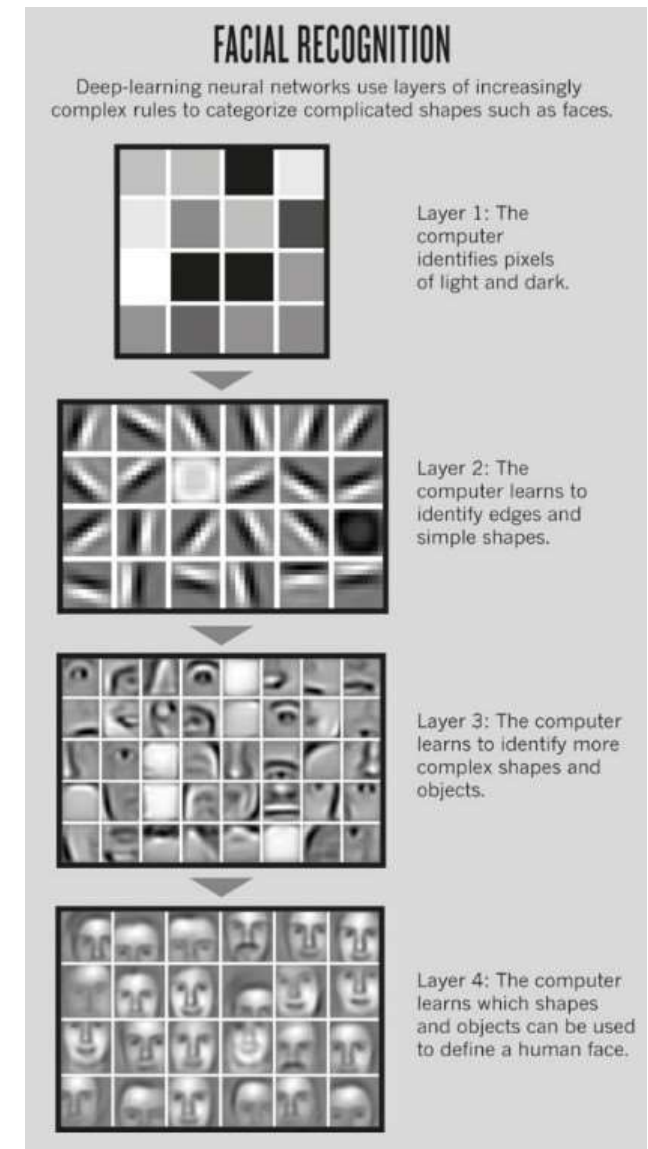 FACIAL RECOGNITION
Deep-learning neural networks use layers of increasingly
complex rules to categorize complicated shapes such as faces.
Layer 1: The
computer
identifies pixels
of light and dark.
Layer 2: The
computer learns to
identify edges and
simple shapes.
Layer 3: The computer
learns to identify more
complex shapes and
objects.
Layer 4: The computer
learns which shapes
and objects can be used
to define a human face.